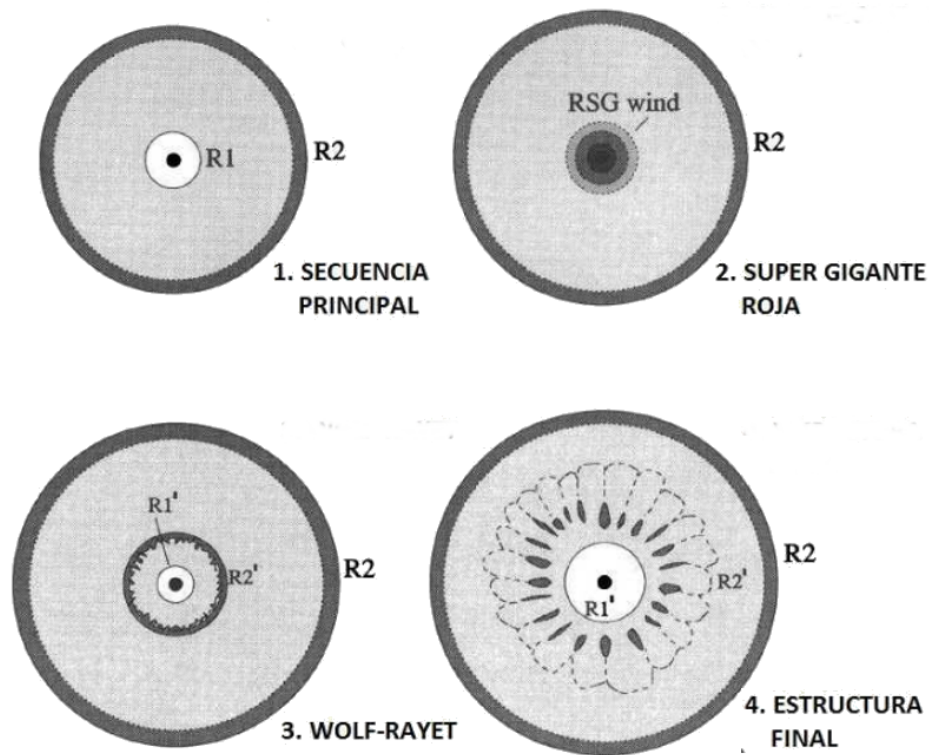 R1
R2
1. SECUENCIA
PRINCIPAL
RSG wind
R2
2. SUPER GIGANTE
ROJA
R1'
R2'
R2
3. WOLF-RAYET
R1'
R2'
R2
4. ESTRUCTURA
FINAL